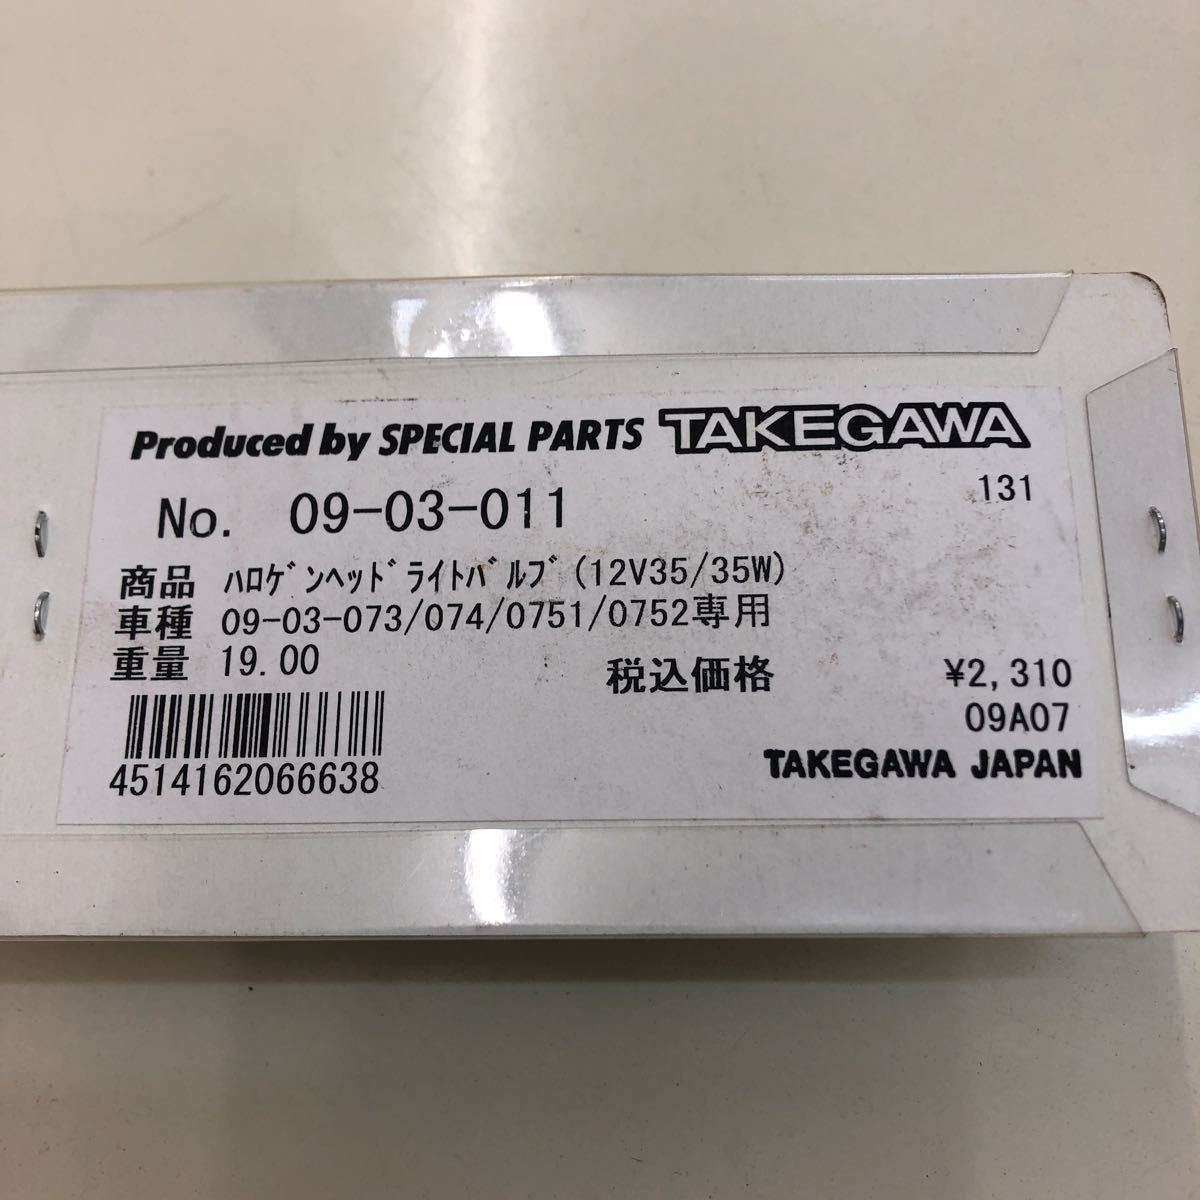 Produced by SPECIAL PARTS TAKEGAWA
131
No. 09-03-011
商品 ﾊﾛｹﾞﾝﾍｯﾄﾞﾗｲﾄﾊﾞﾙﾌﾞ(12V35/35W)
車種 09-03-073/074/0751/0752専用
重量 19.00
税込価格 ¥2,310
09A07
4514162066638
TAKEGAWA JAPAN